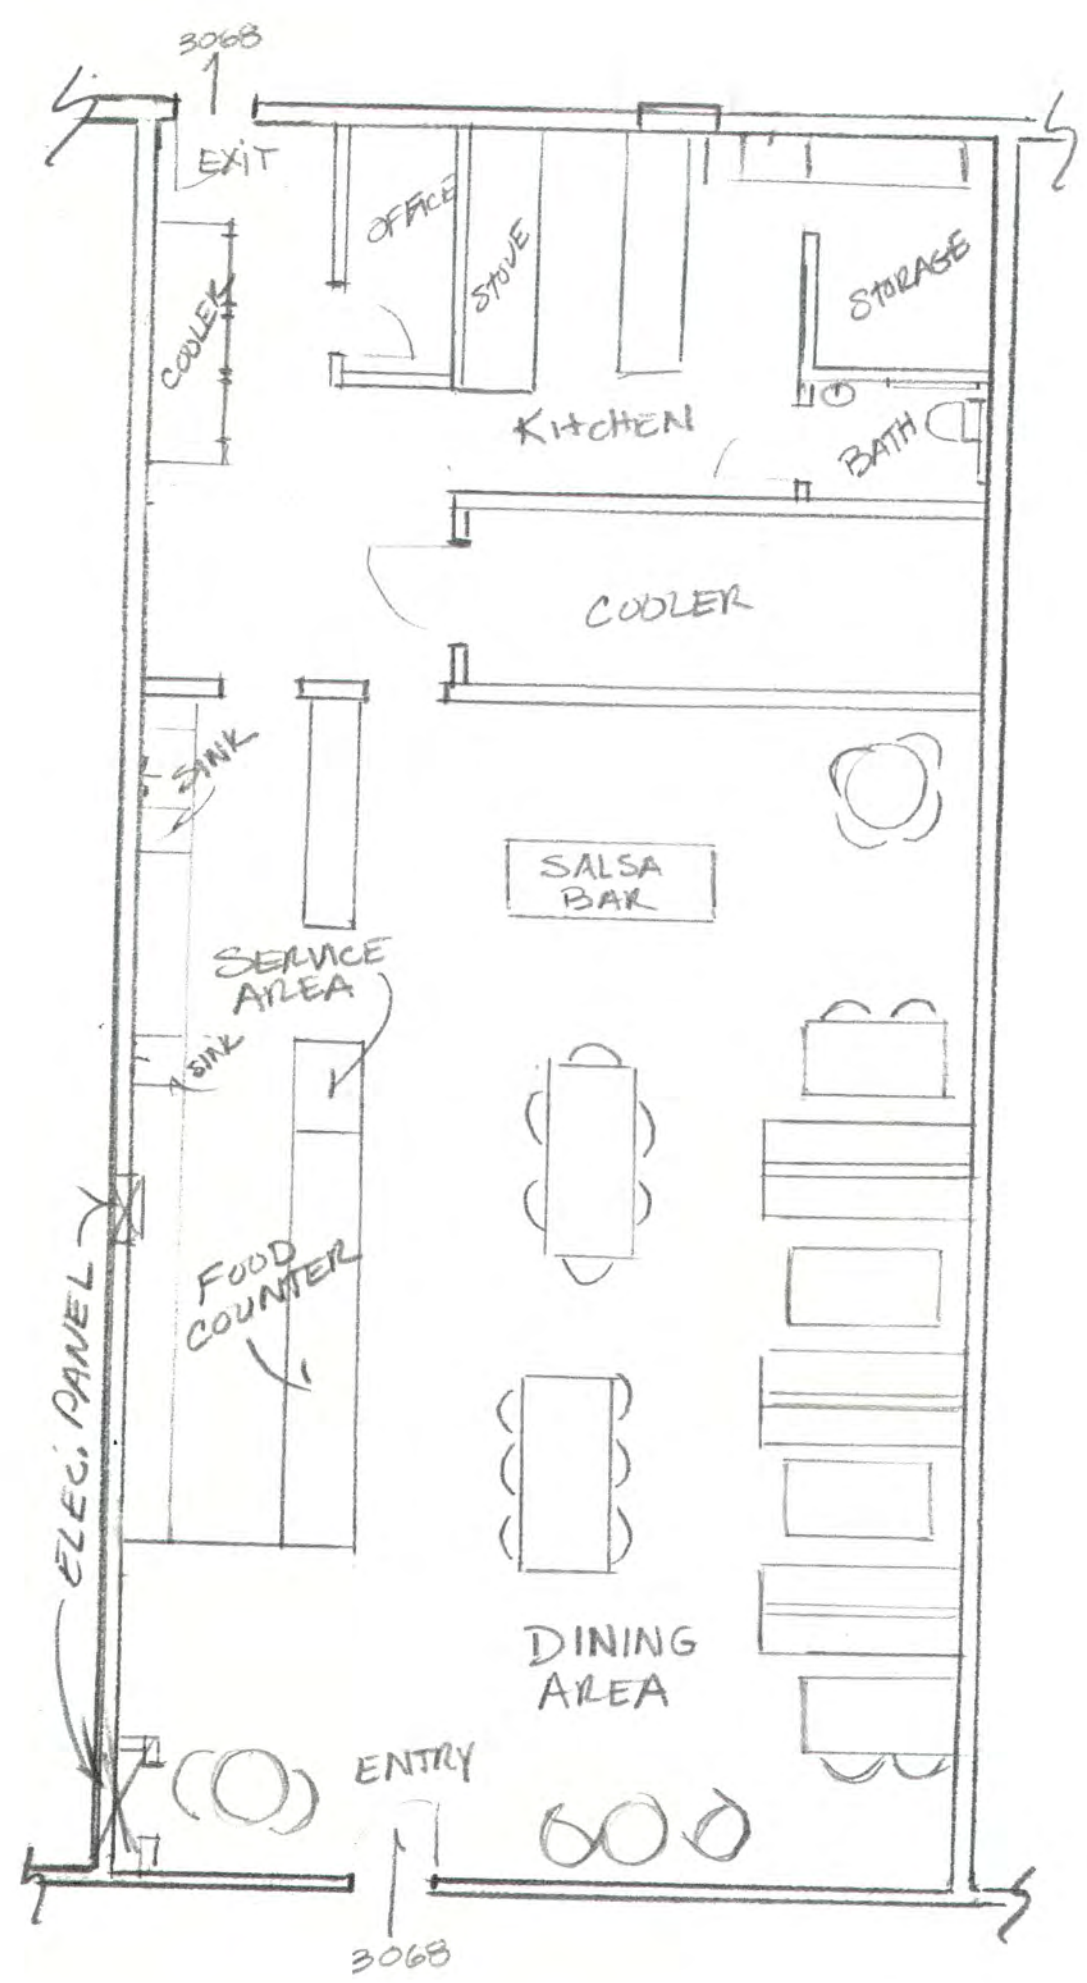 3068
EXIT
OFFICE
STOVE
STORAGE
COOLER
KITCHEN
BATH
COOLER
SINK
SALSA
BAR
SERVICE
AREA
SINK
FOOD
COUNTER
ELEC. PANEL
DINING
AREA
ENTRY
3068